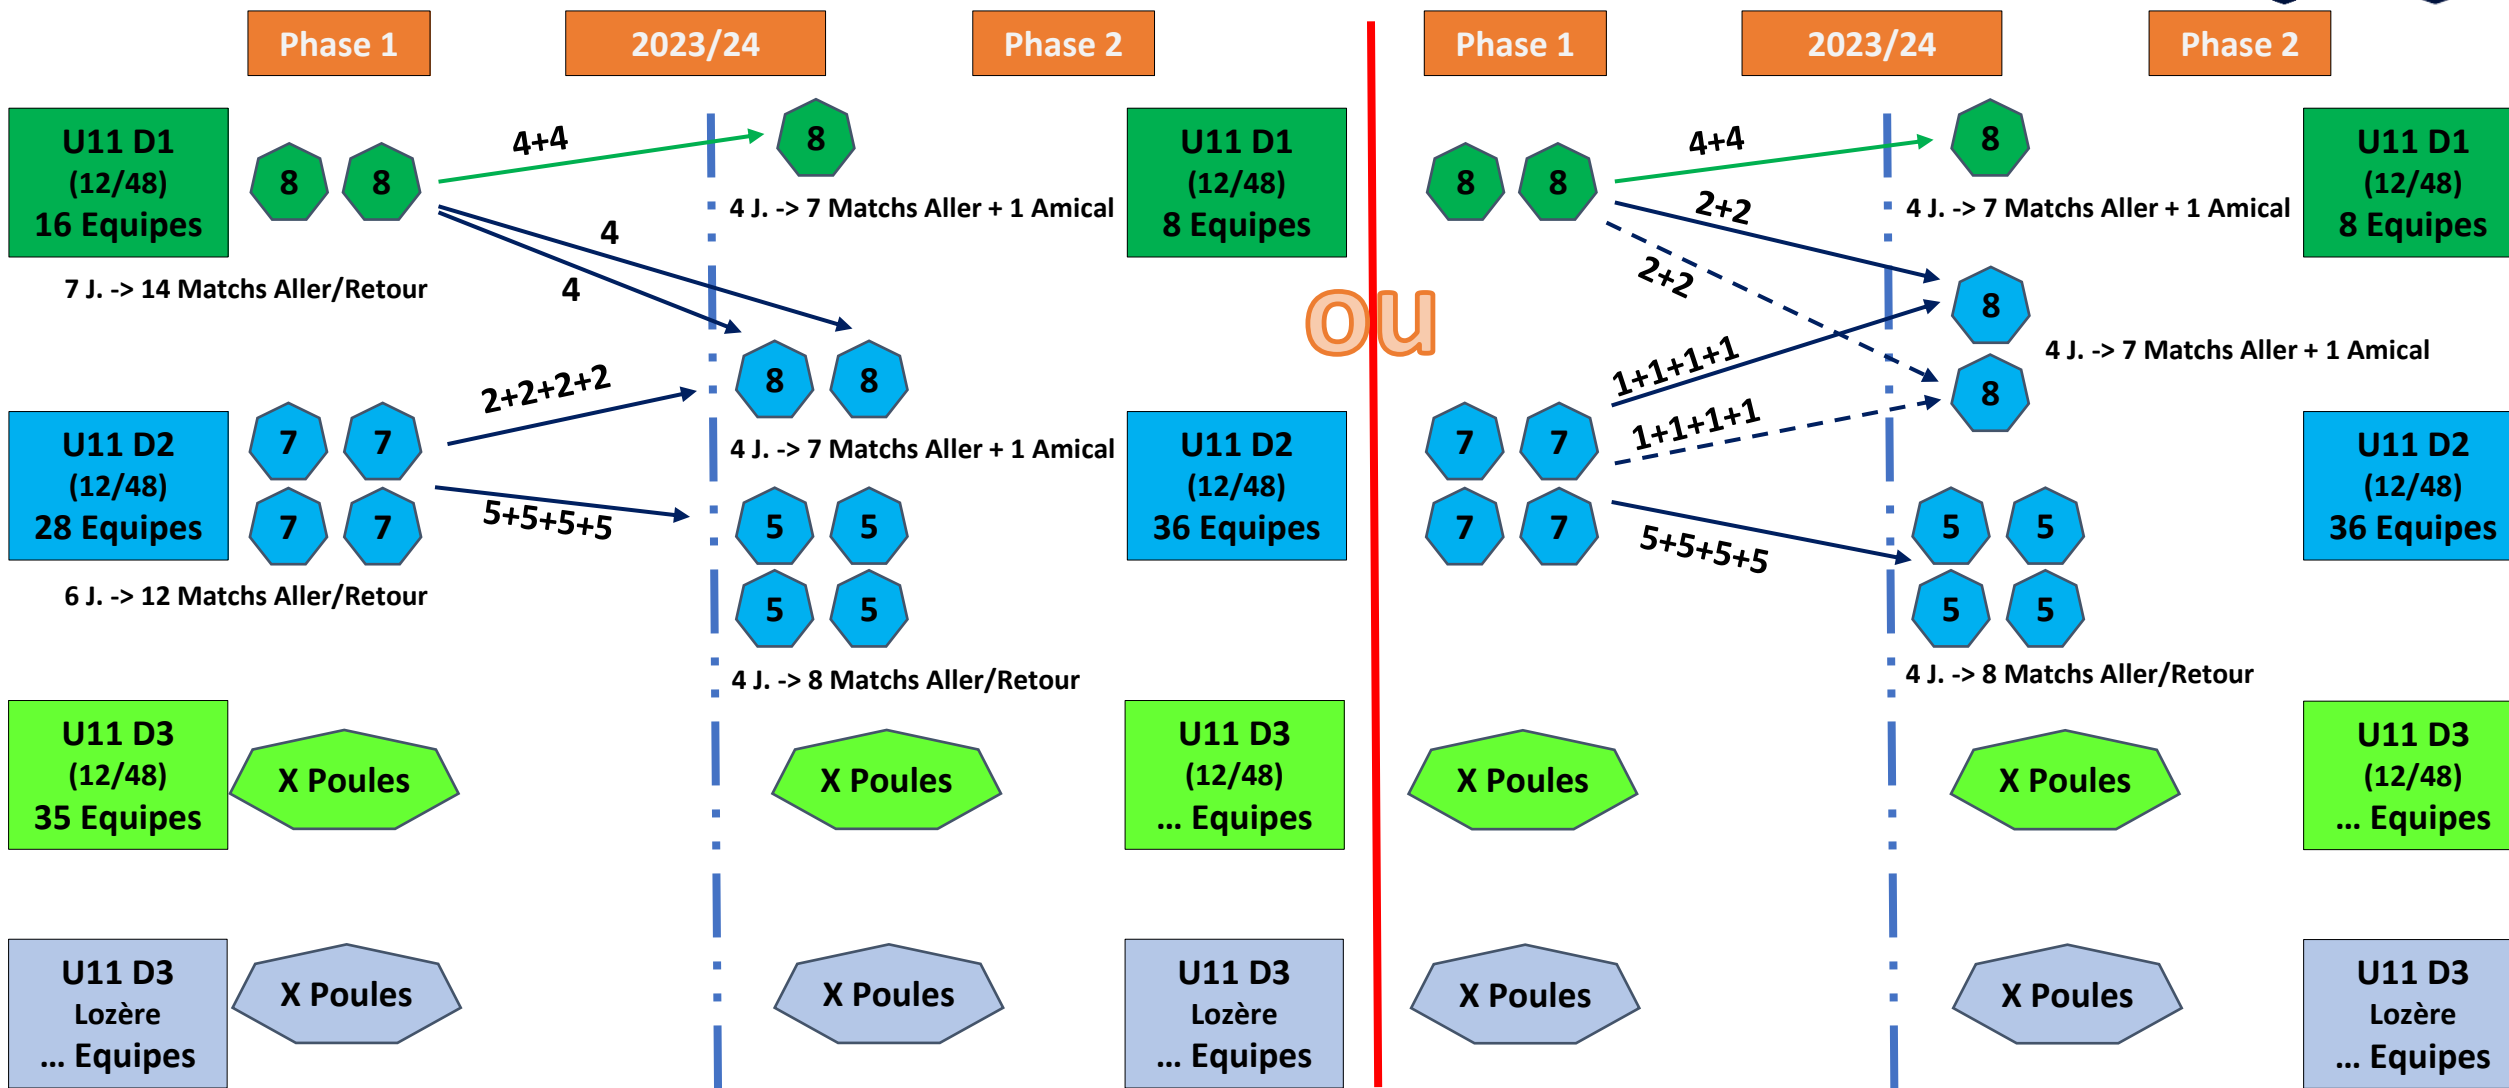 Phase 1
2023/24
Phase 2
U11 D1
(12/48)
16 Equipes
8
8
4+4
8
4 J. -> 7 Matchs Aller + 1 Amical
4
4
7 J. -> 14 Matchs Aller/Retour
U11 D1
(12/48)
8 Equipes
U11 D2
(12/48)
28 Equipes
7
7
7
7
2+2+2+2
8
8
4 J. -> 7 Matchs Aller + 1 Amical
5+5+5+5
5
5
5
5
6 J. -> 12 Matchs Aller/Retour
4 J. -> 8 Matchs Aller/Retour
U11 D2
(12/48)
36 Equipes
U11 D3
(12/48)
35 Equipes
X Poules
X Poules
U11 D3
(12/48)
... Equipes
U11 D3
Lozère
... Equipes
X Poules
X Poules
U11 D3
Lozère
... Equipes
ou
Phase 1
2023/24
Phase 2
8
8
4+4
8
4 J. -> 7 Matchs Aller + 1 Amical
2+2
2+2
U11 D1
(12/48)
8 Equipes
8
4 J. -> 7 Matchs Aller + 1 Amical
8
1+1+1+1
1+1+1+1
7
7
7
7
5+5+5+5
5
5
5
5
4 J. -> 8 Matchs Aller/Retour
U11 D2
(12/48)
36 Equipes
X Poules
X Poules
U11 D3
(12/48)
... Equipes
X Poules
X Poules
U11 D3
Lozère
... Equipes